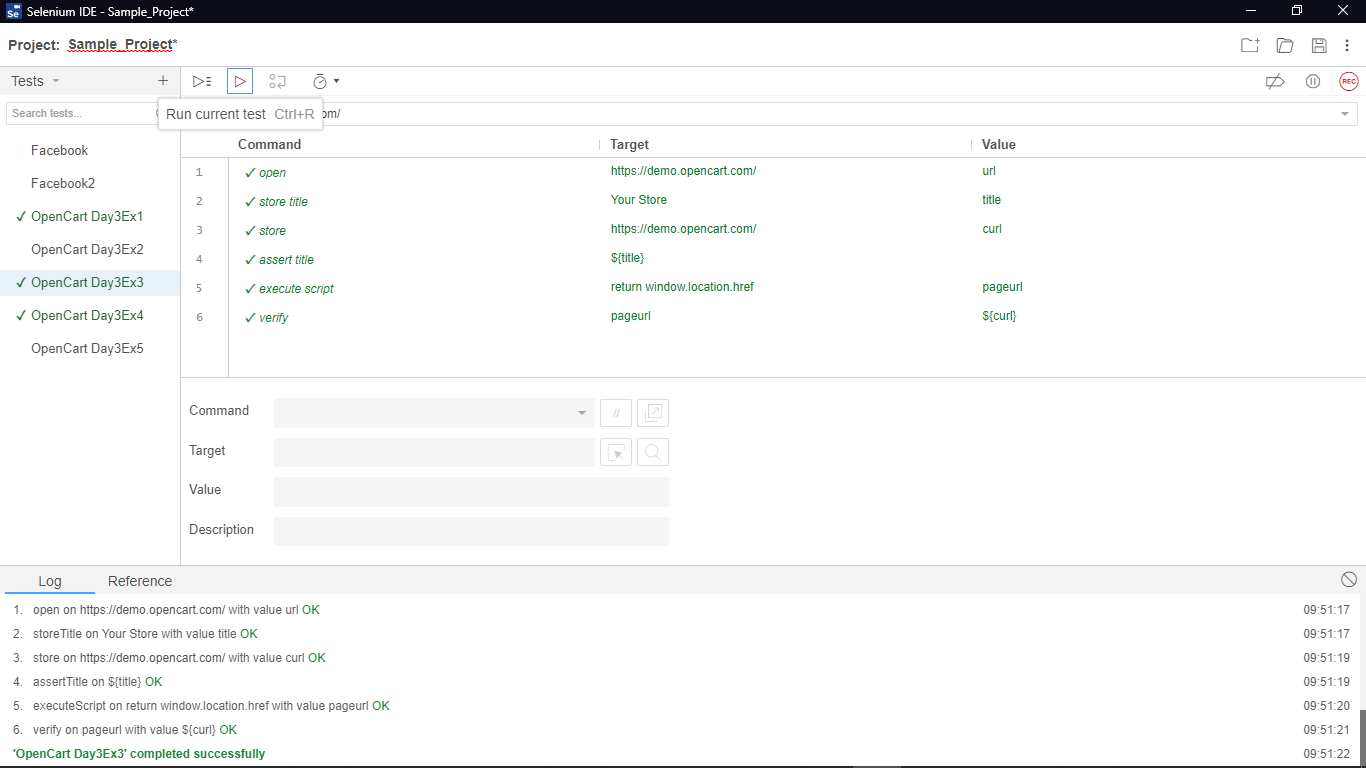 Se Selenium IDE - Sample_Project*
Project: Sample_Project*
Tests
REC
Search tests...
Run current test Ctrl+R
om/
Command Target Value
Facebook
Facebook2
✓ OpenCart Day3Ex1
OpenCart Day3Ex2
✓ OpenCart Day3Ex3
✓ OpenCart Day3Ex4
OpenCart Day3Ex5
1 ✓ open https://demo.opencart.com/ url
2 ✓ store title Your Store title
3 ✓ store https://demo.opencart.com/ curl
4 ✓ assert title ${title}
5 ✓ execute script return window.location.href pageurl
6 ✓ verify pageurl ${curl}
Command //
Target
Value
Description
Log Reference
1. open on https://demo.opencart.com/ with value url OK 09:51:17
2. storeTitle on Your Store with value title OK 09:51:17
3. store on https://demo.opencart.com/ with value curl OK 09:51:19
4. assertTitle on ${title} OK 09:51:19
5. executeScript on return window.location.href with value pageurl OK 09:51:20
6. verify on pageurl with value ${curl} OK 09:51:21
'OpenCart Day3Ex3' completed successfully 09:51:22